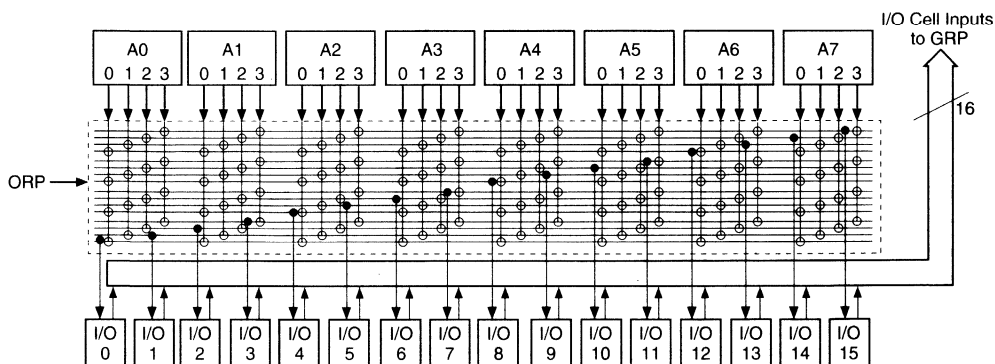 I/O Cell Inputs
to GRP
A0 A1 A2 A3 A4 A5 A6 A7
0 1 2 3 0 1 2 3 0 1 2 3 0 1 2 3 0 1 2 3 0 1 2 3 0 1 2 3 0 1 2 3
16
ORP
I/O I/O I/O I/O I/O I/O I/O I/O I/O I/O I/O I/O I/O I/O I/O I/O
0 1 2 3 4 5 6 7 8 9 10 11 12 13 14 15